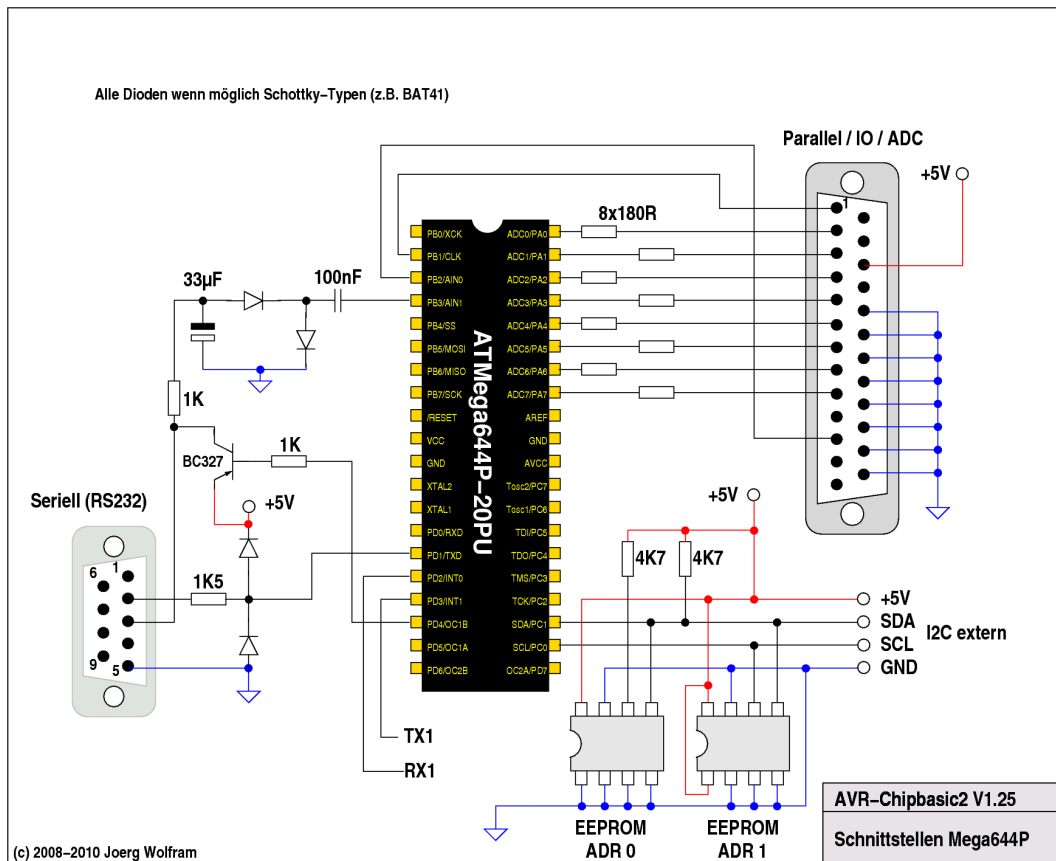 Alle Dioden wenn möglich Schottky-Typen (z.B. BAT41)
Parallel / IO / ADC
+5V
1
8x180R
33µF
100nF
1K
BC327
1K
+5V
Seriell (RS232)
6
1
9
5
1K5
ATMega644P-20PU
PB0/XCK
PB1/CLK
PB2/AIN0
PB3/AIN1
PB4/SS
PB5/MOSI
PB6/MISO
PB7/SCK
/RESET
VCC
GND
XTAL2
XTAL1
PD0/RXD
PD1/TXD
PD2/INT0
PD3/INT1
PD4/OC1B
PD5/OC1A
PD6/OC2B
ADC0/PA0
ADC1/PA1
ADC2/PA2
ADC3/PA3
ADC4/PA4
ADC5/PA5
ADC6/PA6
ADC7/PA7
AREF
GND
AVCC
Tosc2/PC7
Tosc1/PC6
TDI/PC5
TDO/PC4
TMS/PC3
TCK/PC2
SDA/PC1
SCL/PC0
OC2A/PD7
TX1
RX1
+5V
4K7
4K7
+5V
SDA
SCL
GND
I2C extern
EEPROM
ADR 0
EEPROM
ADR 1
AVR-Chipbasic2 V1.25
Schnittstellen Mega644P
(c) 2008-2010 Joerg Wolfram